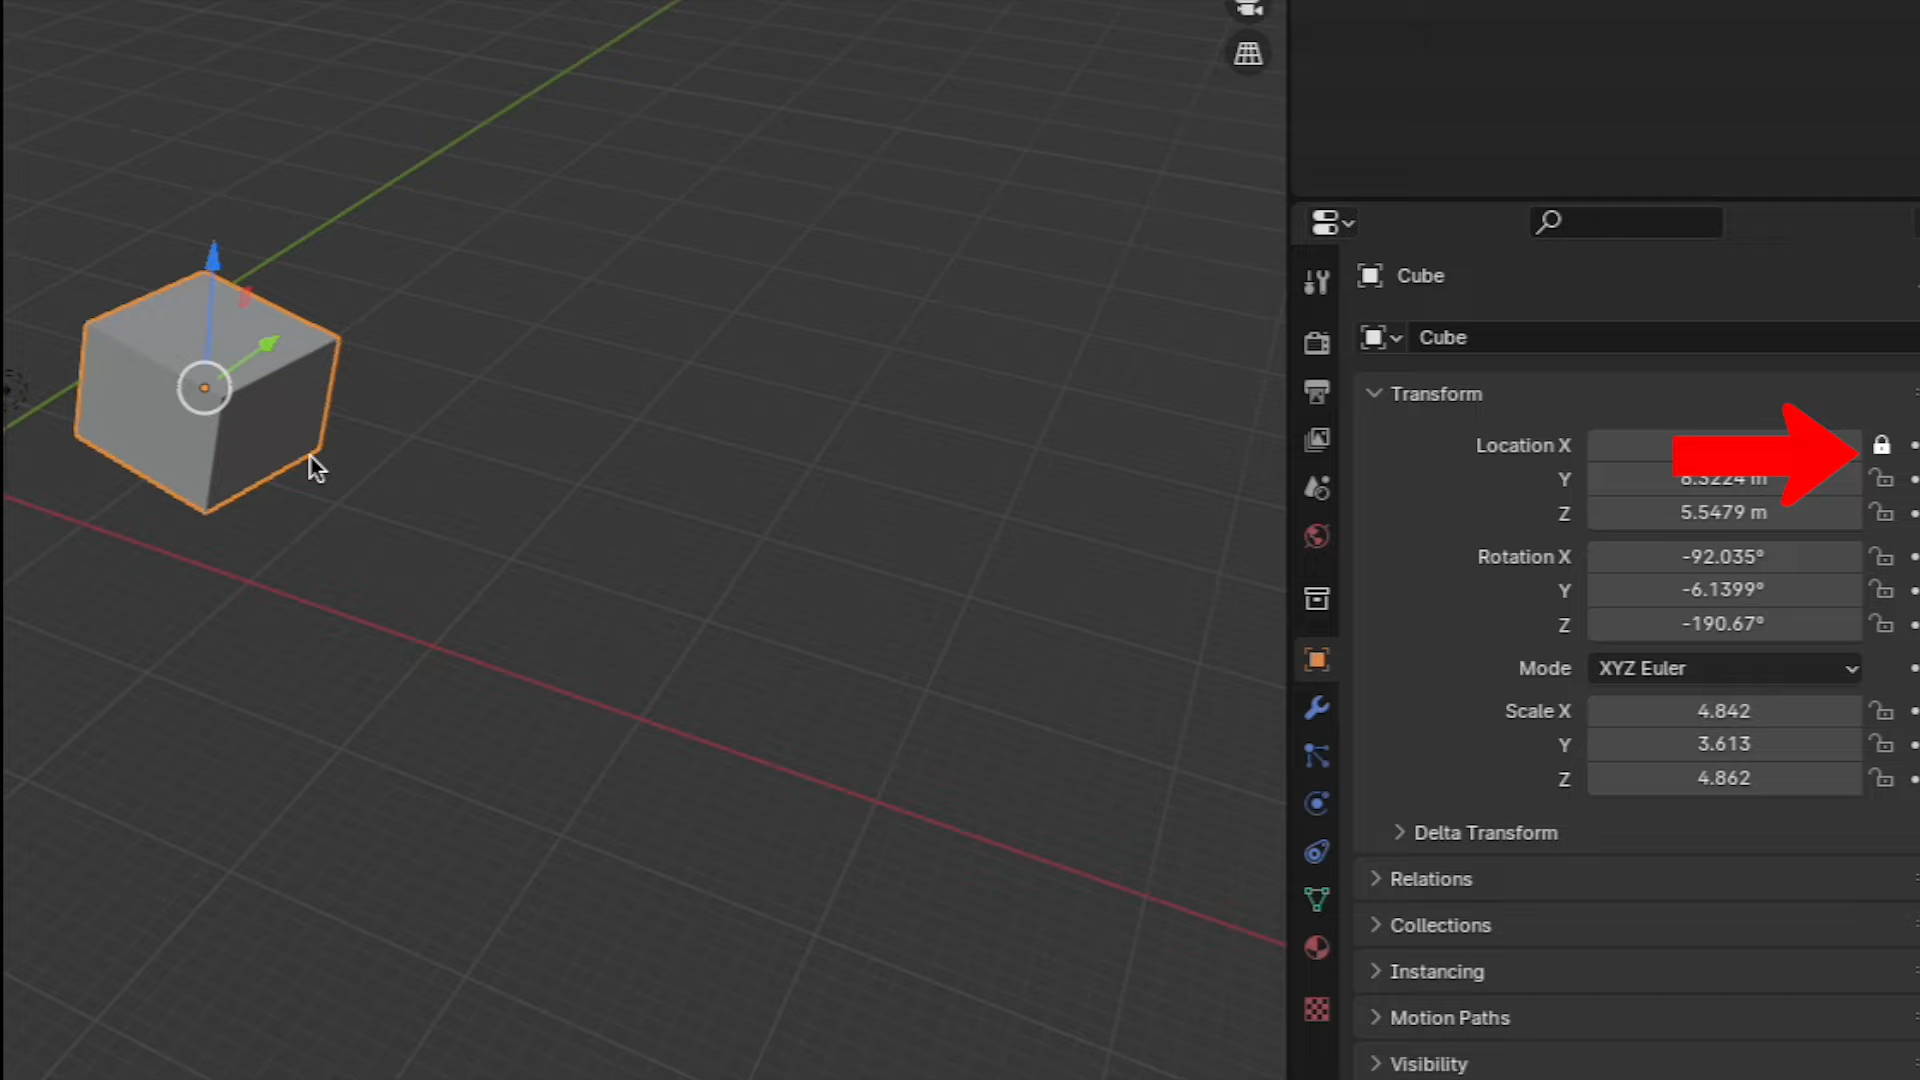 Cube
Cube
Transform
Location X
Y
Z 5.5479 m
Rotation X -92.035°
Y -6.1399°
Z -190.67°
Mode XYZ Euler
Scale X 4.842
Y 3.613
Z 4.862
Delta Transform
Relations
Collections
Instancing
Motion Paths
Visibility